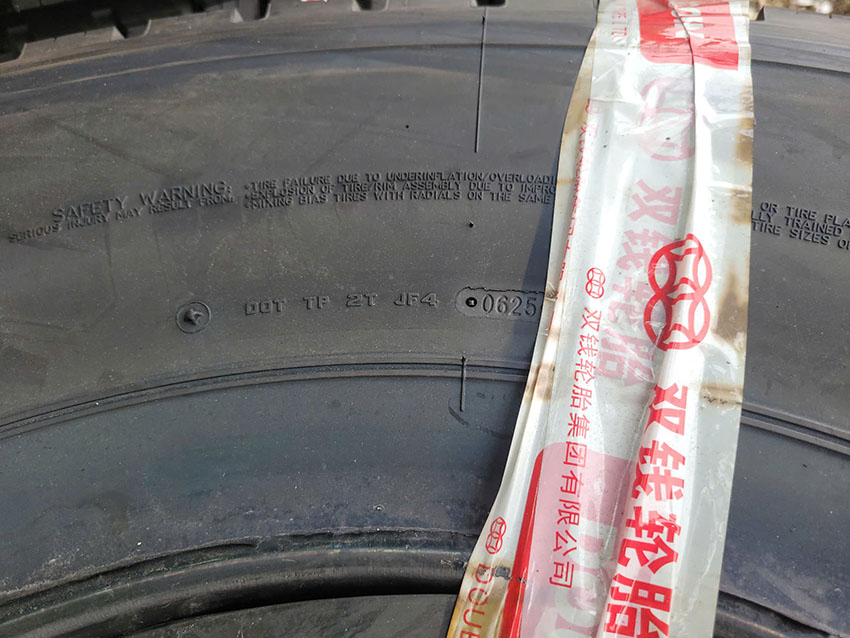 SAFETY WARNING:
SERIOUS INJURY MAY RESULT FROM:
•TIRE FAILURE DUE TO UNDERINFLATION/OVERLOADI
•EXPLOSION OF TIRE/RIM ASSEMBLY DUE TO IMPRO
•MIXING BIAS TIRES WITH RADIALS ON THE SAME
OR TIRE PLA
LLY TRAINED
TIRE SIZES O
DOT TP 2T JF4 0625
双钱轮胎
双钱轮胎集团有限公司
双钱轮胎
DOUB